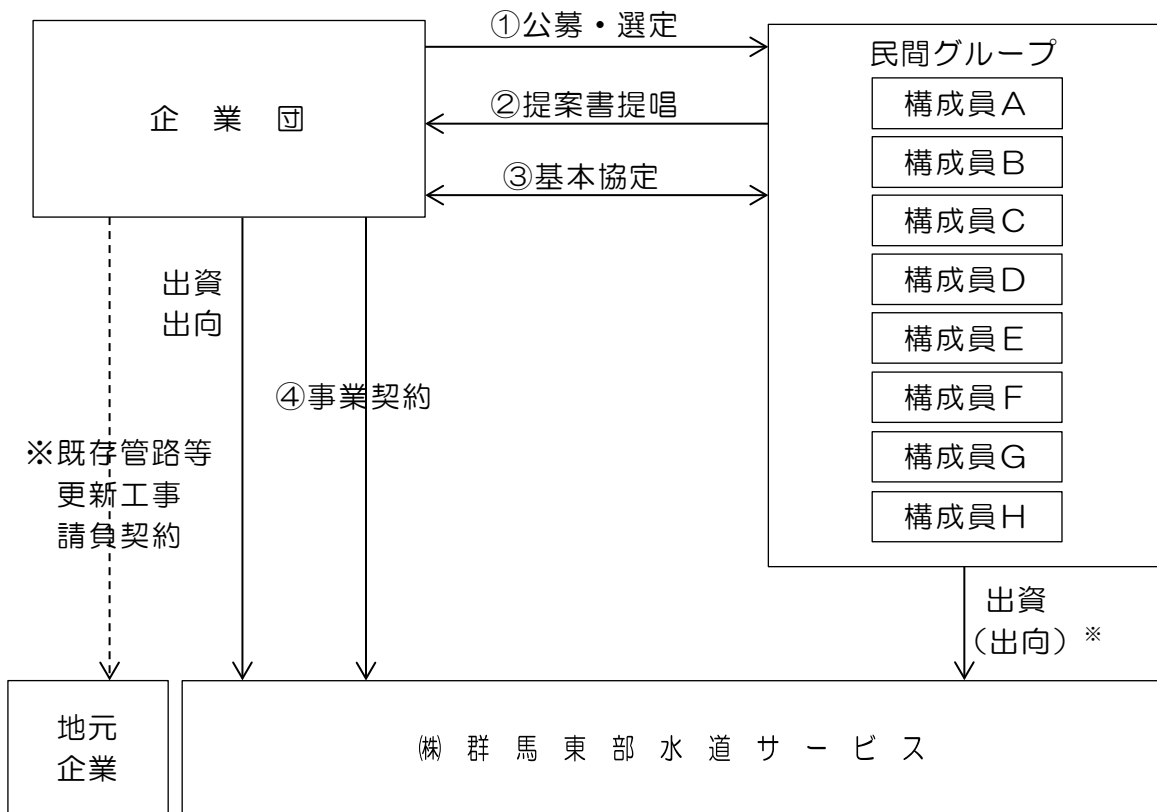 ①公募・選定
企業団
②提案書提唱
③基本協定
民間グループ
構成員A
構成員B
構成員C
構成員D
構成員E
構成員F
構成員G
構成員H
出資
出向
④事業契約
※既存管路等
更新工事
請負契約
出資
（出向）※
地元
企業
㈱群馬東部水道サービス